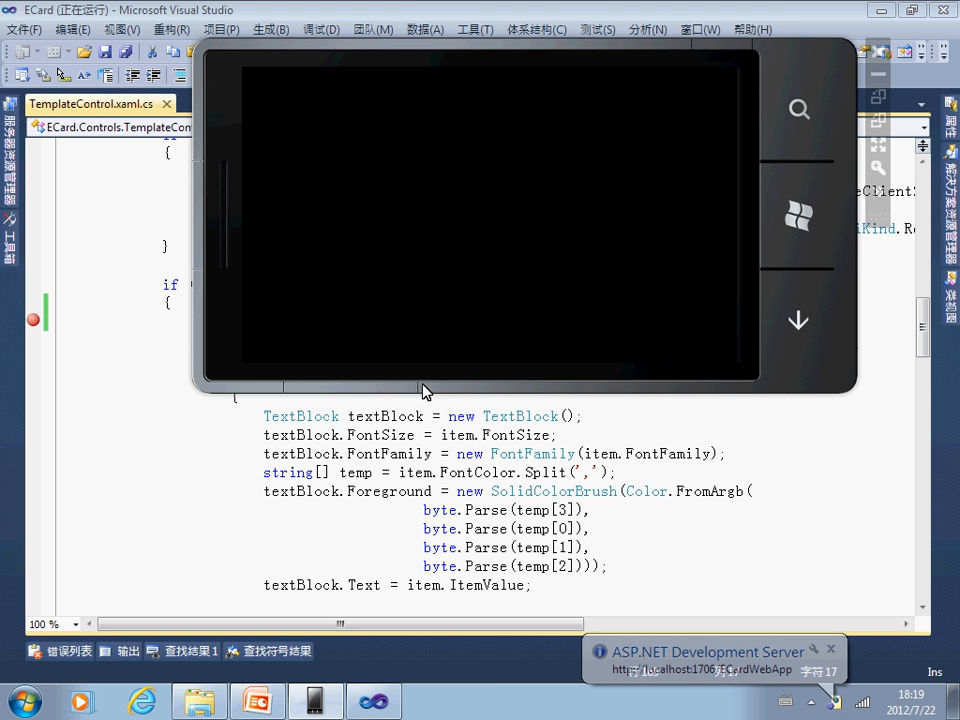 ECard (正在运行) - Microsoft Visual Studio
文件(F) 编辑(E) 视图(V) 重构(R) 项目(P) 生成(B) 调试(D) 团队(M) 数据(A) 工具(T) 体系结构(C) 测试(S) 分析(N) 窗口(W) 帮助(H)
TemplateControl.xaml.cs
ECard.Controls.TemplateCont
服务器资源管理器
工具箱
属性
解决方案资源管理器
类视图
{
eClientS
iKind.Re
}
if
{
{
TextBlock textBlock = new TextBlock();
textBlock.FontSize = item.FontSize;
textBlock.FontFamily = new FontFamily(item.FontFamily);
string[] temp = item.FontColor.Split(',');
textBlock.Foreground = new SolidColorBrush(Color.FromArgb(
byte.Parse(temp[3]),
byte.Parse(temp[0]),
byte.Parse(temp[1]),
byte.Parse(temp[2])));
textBlock.Text = item.ItemValue;
100 %
错误列表 输出 查找结果 1 查找符号结果
ASP.NET Development Server
http://localhost:1706/ECardWebApp
字符 17
Ins
18:19
2012/7/22